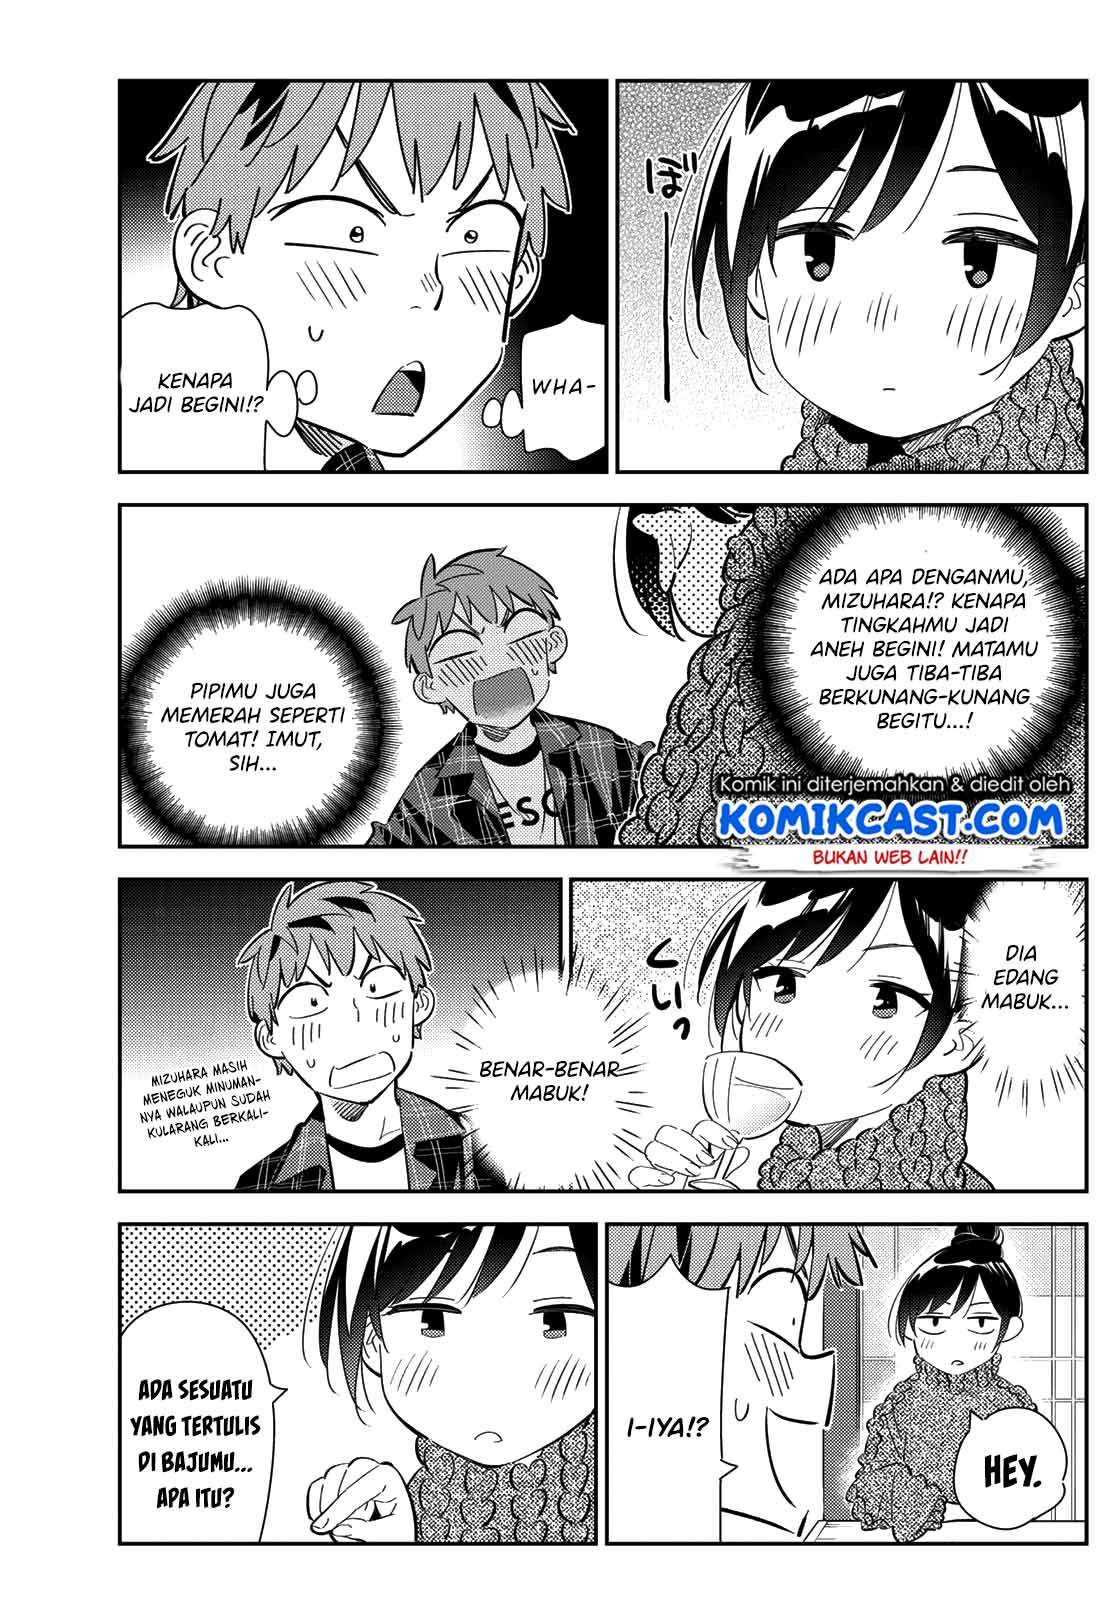 ぼー
WHA-
KENAPA
JADI BEGINI!?
ADA APA DENGANMU,
MIZUHARA!? KENAPA
TINGKAHMU JADI
ANEH BEGINI! MATAMU
JUGA TIBA-TIBA
BERKUNANG-KUNANG
BEGITU...!
PIPIMU JUGA
MEMERAH SEPERTI
TOMAT! IMUT,
SIH...
ESC
Komik ini diterjemahkan & diedit oleh
KOMIKCAST.COM
BUKAN WEB LAIN!!
DIA
EDANG
MABUK...
くいっ
BENAR-BENAR
MABUK!
MIZUHARA MASIH
MENEGUK MINUMAN-
NYA WALAUPUN SUDAH
KULARANG BERKALI-
KALI...
HEY.
I-IYA!?
ADA SESUATU
YANG TERTULIS
DI BAJUMU...
APA ITU?